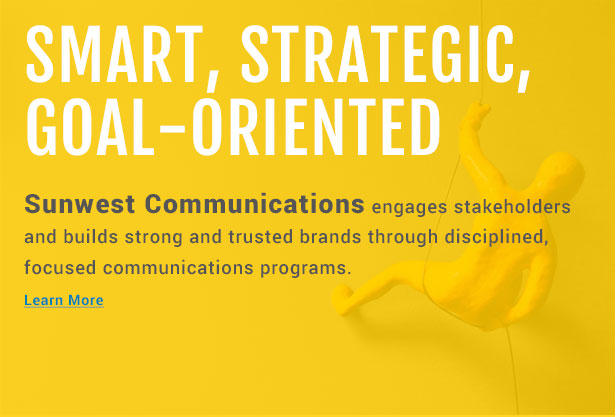 SMART, STRATEGIC,
GOAL-ORIENTED
Sunwest Communications engages stakeholders
and builds strong and trusted brands through disciplined,
focused communications programs.
Learn More